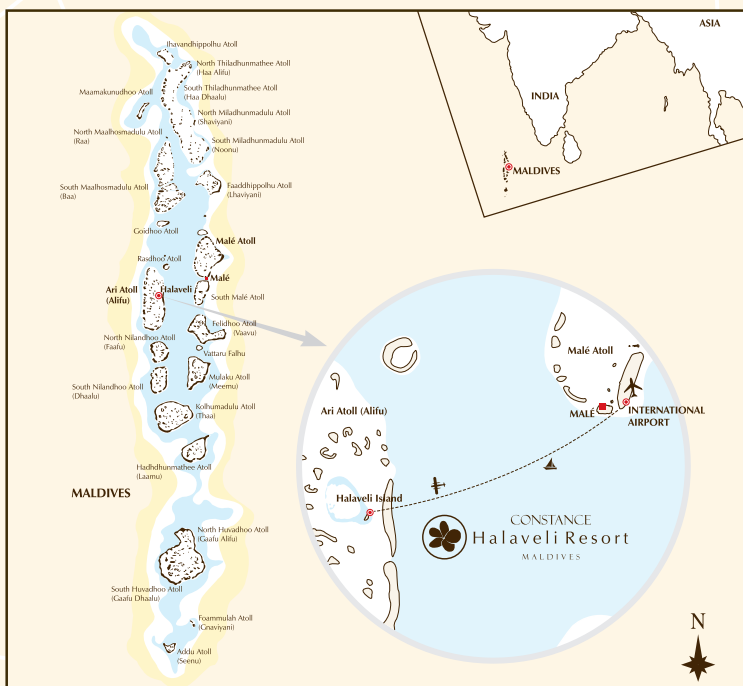 Ihavandhippolhu Atoll
North Thiladhunmathee Atoll
(Haa Alifu)
South Thiladhunmathee Atoll
(Haa Dhaalu)
Maamakunudhoo Atoll
North Miladhunmadulu Atoll
(Shaviyani)
North Maalhosmadulu Atoll
(Raa)
South Miladhunmadulu Atoll
(Noonu)
South Maalhosmadulu Atoll
(Baa)
Faaddhippolhu Atoll
(Lhaviyani)
Goidhoo Atoll
Malé Atoll
Rasdhoo Atoll
Malé
Ari Atoll
(Alifu)
Halaveli
South Malé Atoll
Felidhoo Atoll
(Vaavu)
North Nilandhoo Atoll
(Faafu)
Vattaru Falhu
South Nilandhoo Atoll
(Dhaalu)
Mulaku Atoll
(Meemu)
Kolhumadulu Atoll
(Thaa)
Hadhdhunmathee Atoll
(Laamu)
MALDIVES
North Huvadhoo Atoll
(Gaafu Alifu)
South Huvadhoo Atoll
(Gaafu Dhaalu)
Foammulah Atoll
(Gnaviyani)
Addu Atoll
(Seenu)
ASIA
INDIA
MALDIVES
Malé Atoll
MALÉ
INTERNATIONAL
AIRPORT
Ari Atoll (Alifu)
Halaveli Island
CONSTANCE
Halaveli Resort
MALDIVES
N